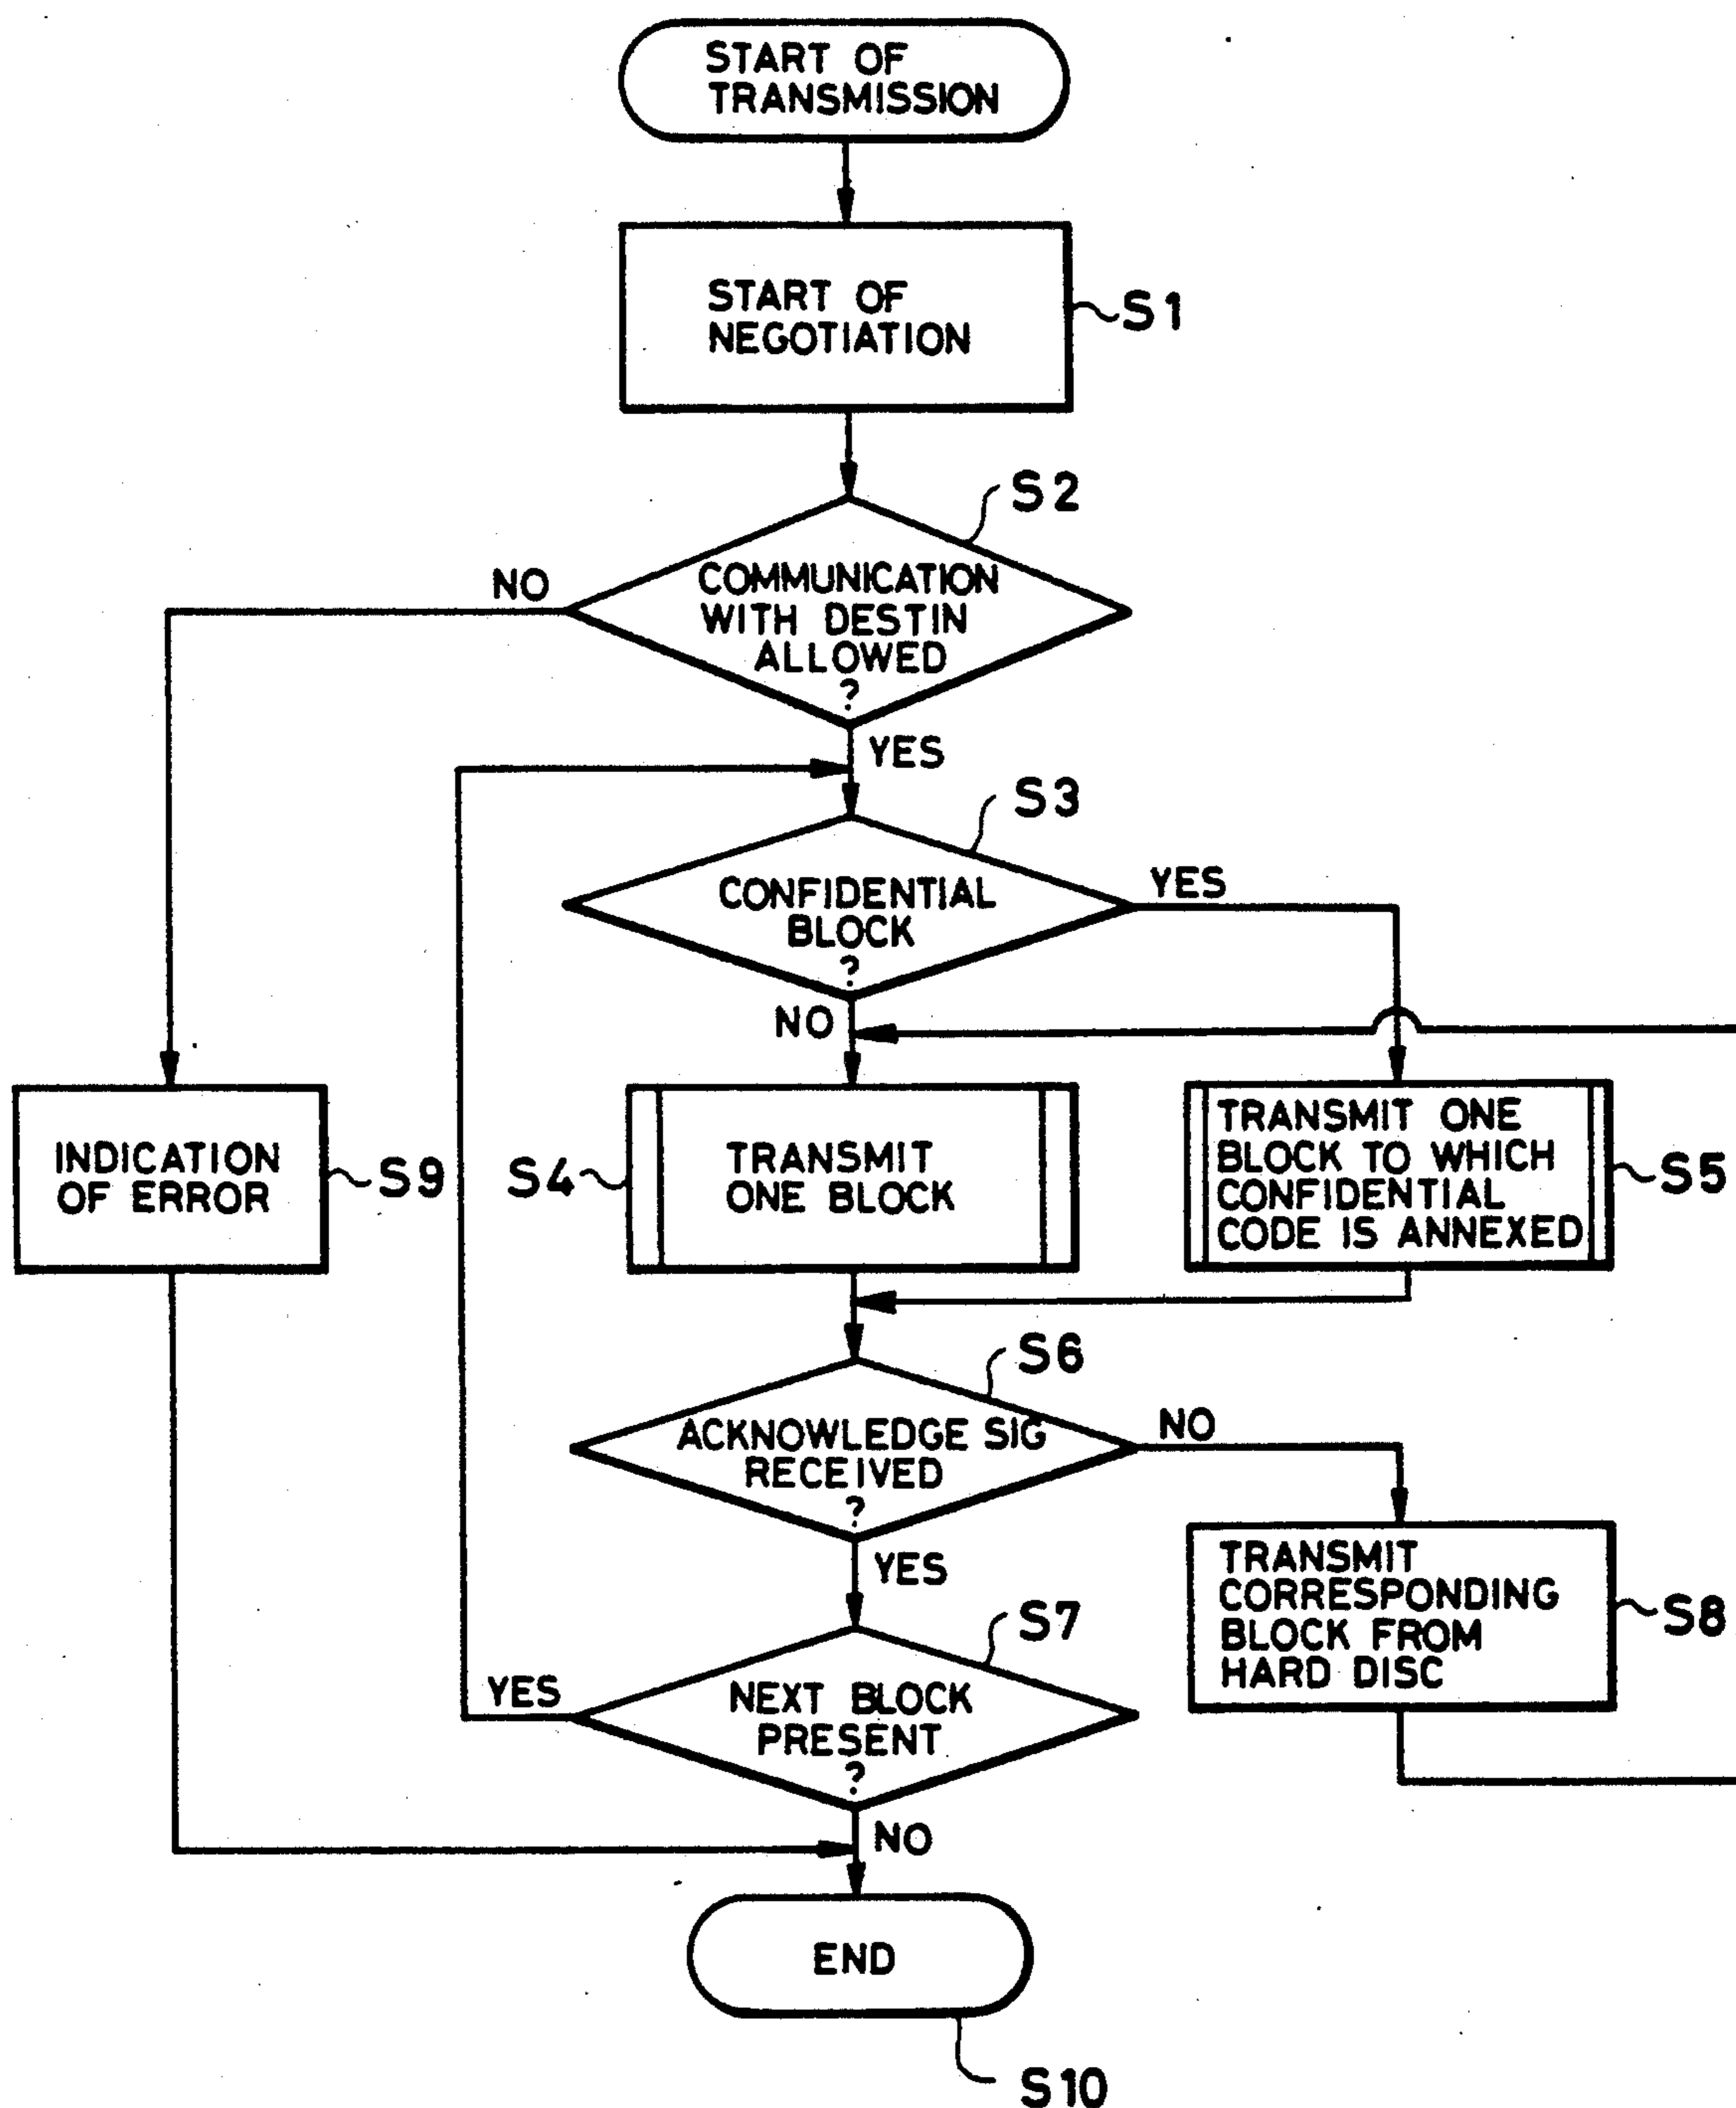 START OF
TRANSMISSION
START OF
NEGOTIATION
S1
S2
COMMUNICATION
WITH DESTIN
ALLOWED
?
NO
YES
S3
CONFIDENTIAL
BLOCK
?
YES
NO
INDICATION
OF ERROR
S9
S4
TRANSMIT
ONE BLOCK
TRANSMIT ONE
BLOCK TO WHICH
CONFIDENTIAL
CODE IS ANNEXED
S5
S6
ACKNOWLEDGE SIG
RECEIVED
?
NO
YES
TRANSMIT
CORRESPONDING
BLOCK FROM
HARD DISC
S8
S7
NEXT BLOCK
PRESENT
?
YES
NO
END
S10